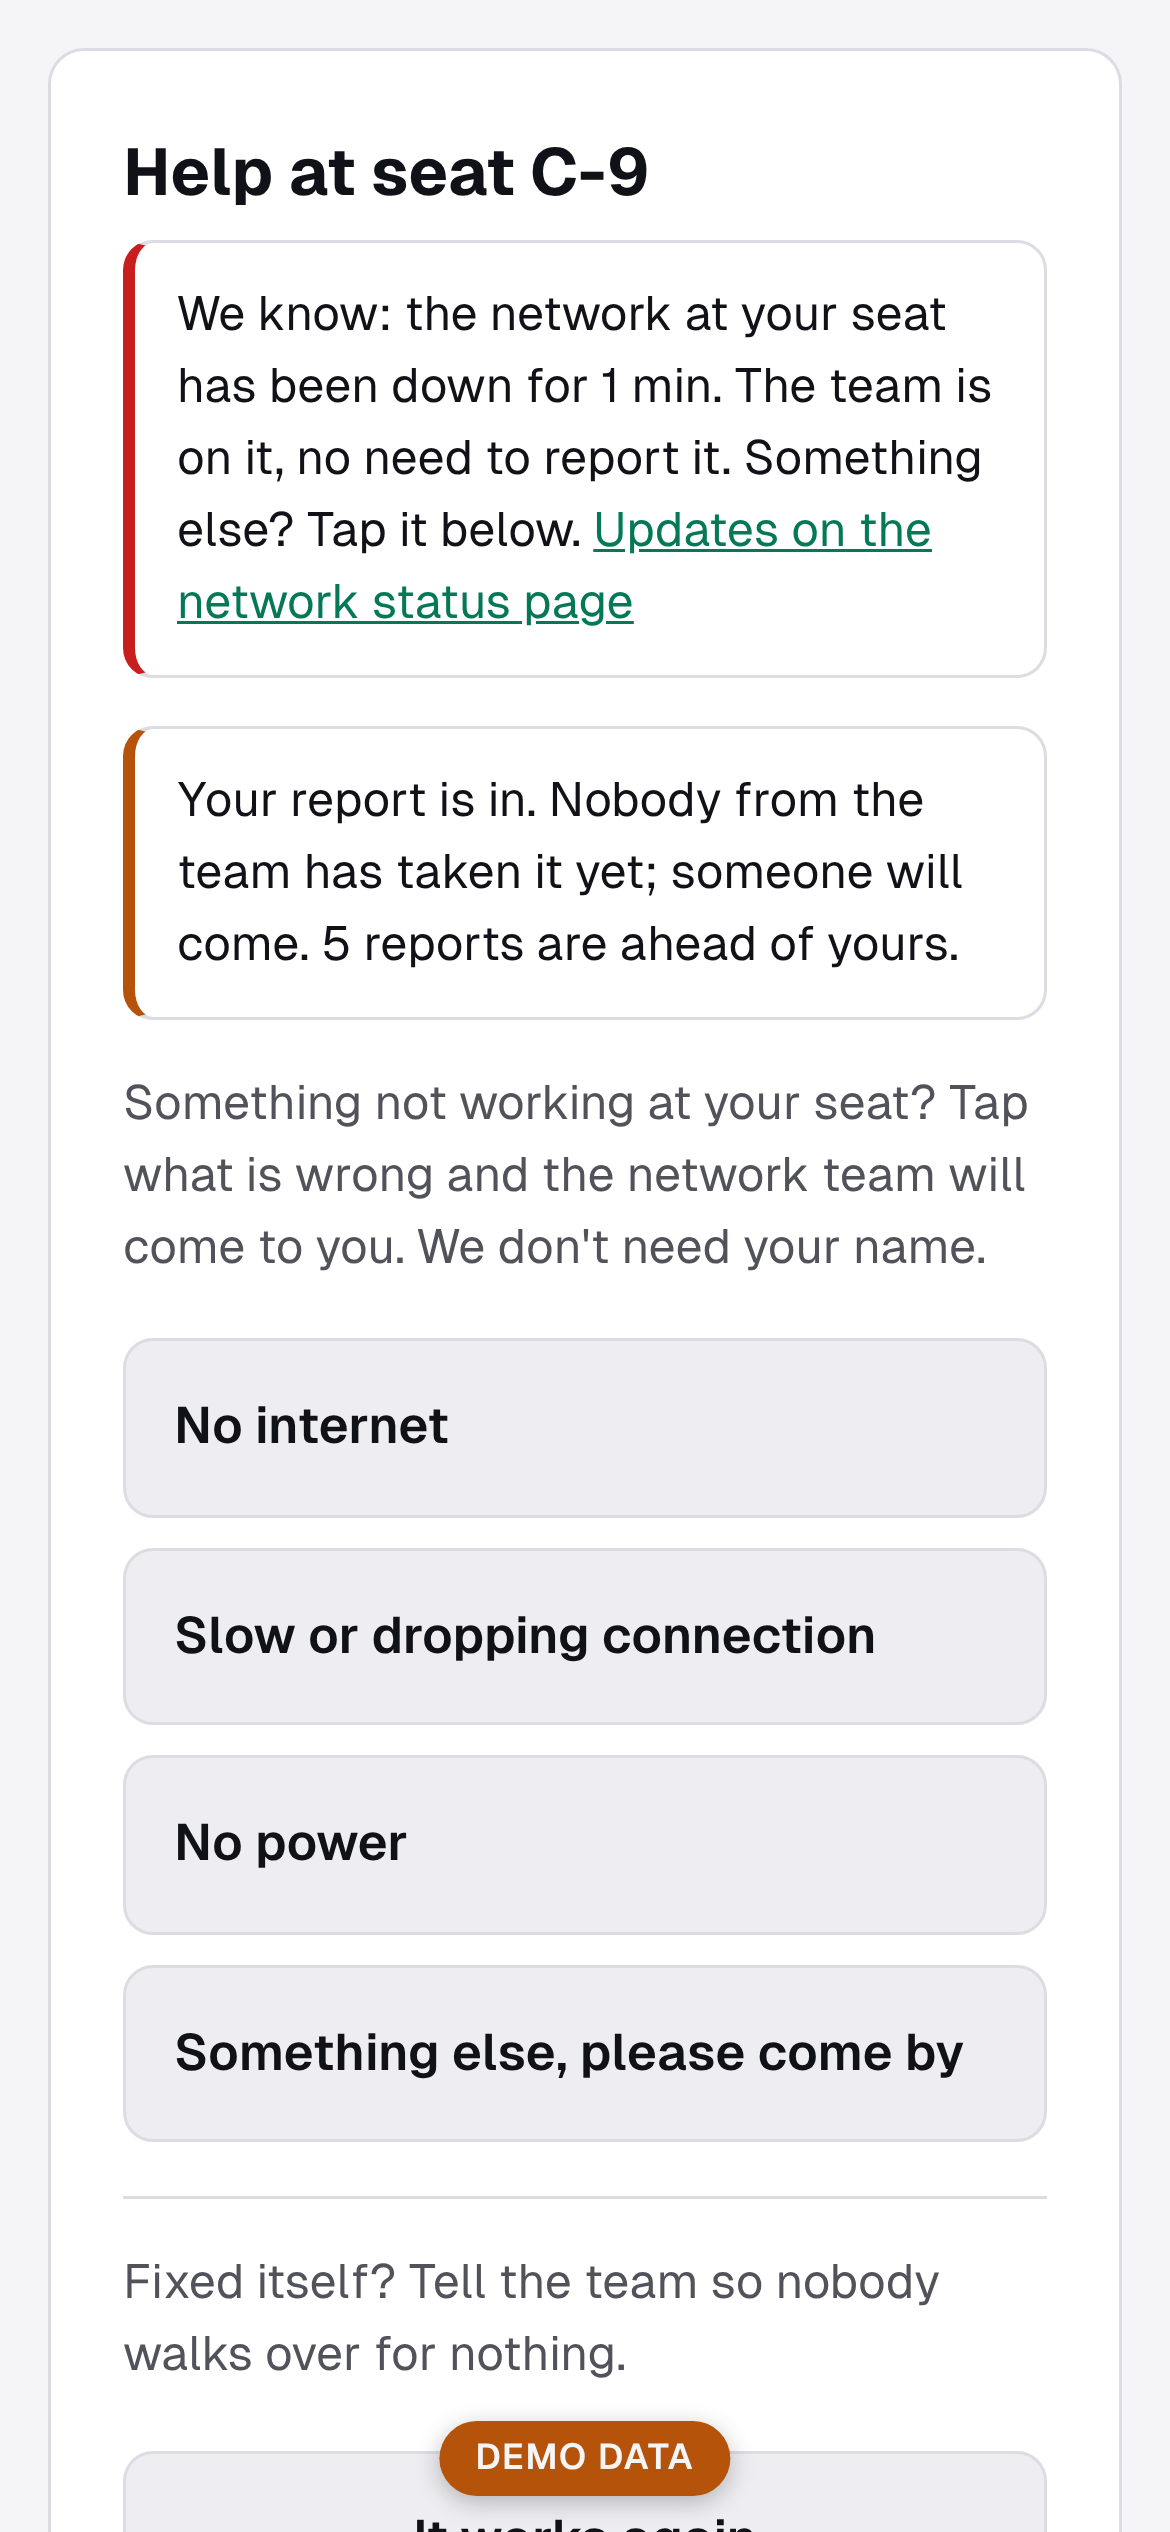 Help at seat C-9
We know: the network at your seat
has been down for 1 min. The team is
on it, no need to report it. Something
else? Tap it below. Updates on the
network status page
Your report is in. Nobody from the
team has taken it yet; someone will
come. 5 reports are ahead of yours.
Something not working at your seat? Tap
what is wrong and the network team will
come to you. We don't need your name.
No internet
Slow or dropping connection
No power
Something else, please come by
Fixed itself? Tell the team so nobody
walks over for nothing.
DEMO DATA
It works again